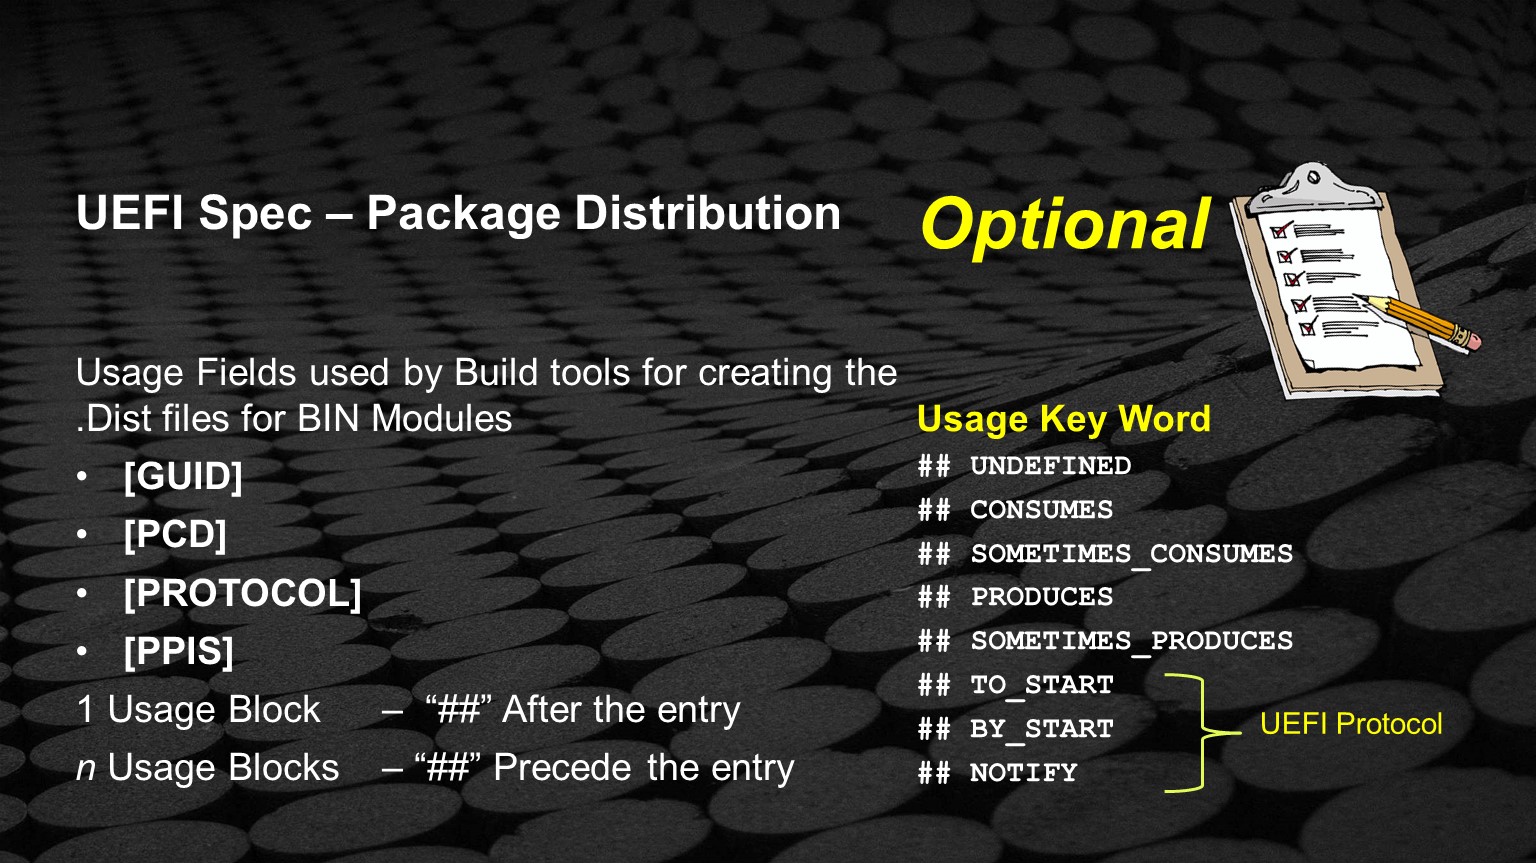 UEFI Spec – Package Distribution
Optional
Usage Fields used by Build tools for creating the
.Dist files for BIN Modules
• [GUID]
• [PCD]
• [PROTOCOL]
• [PPIS]
1 Usage Block – “##” After the entry
n Usage Blocks – “##” Precede the entry
Usage Key Word
## UNDEFINED
## CONSUMES
## SOMETIMES_CONSUMES
## PRODUCES
## SOMETIMES_PRODUCES
## TO_START
## BY_START
## NOTIFY
UEFI Protocol